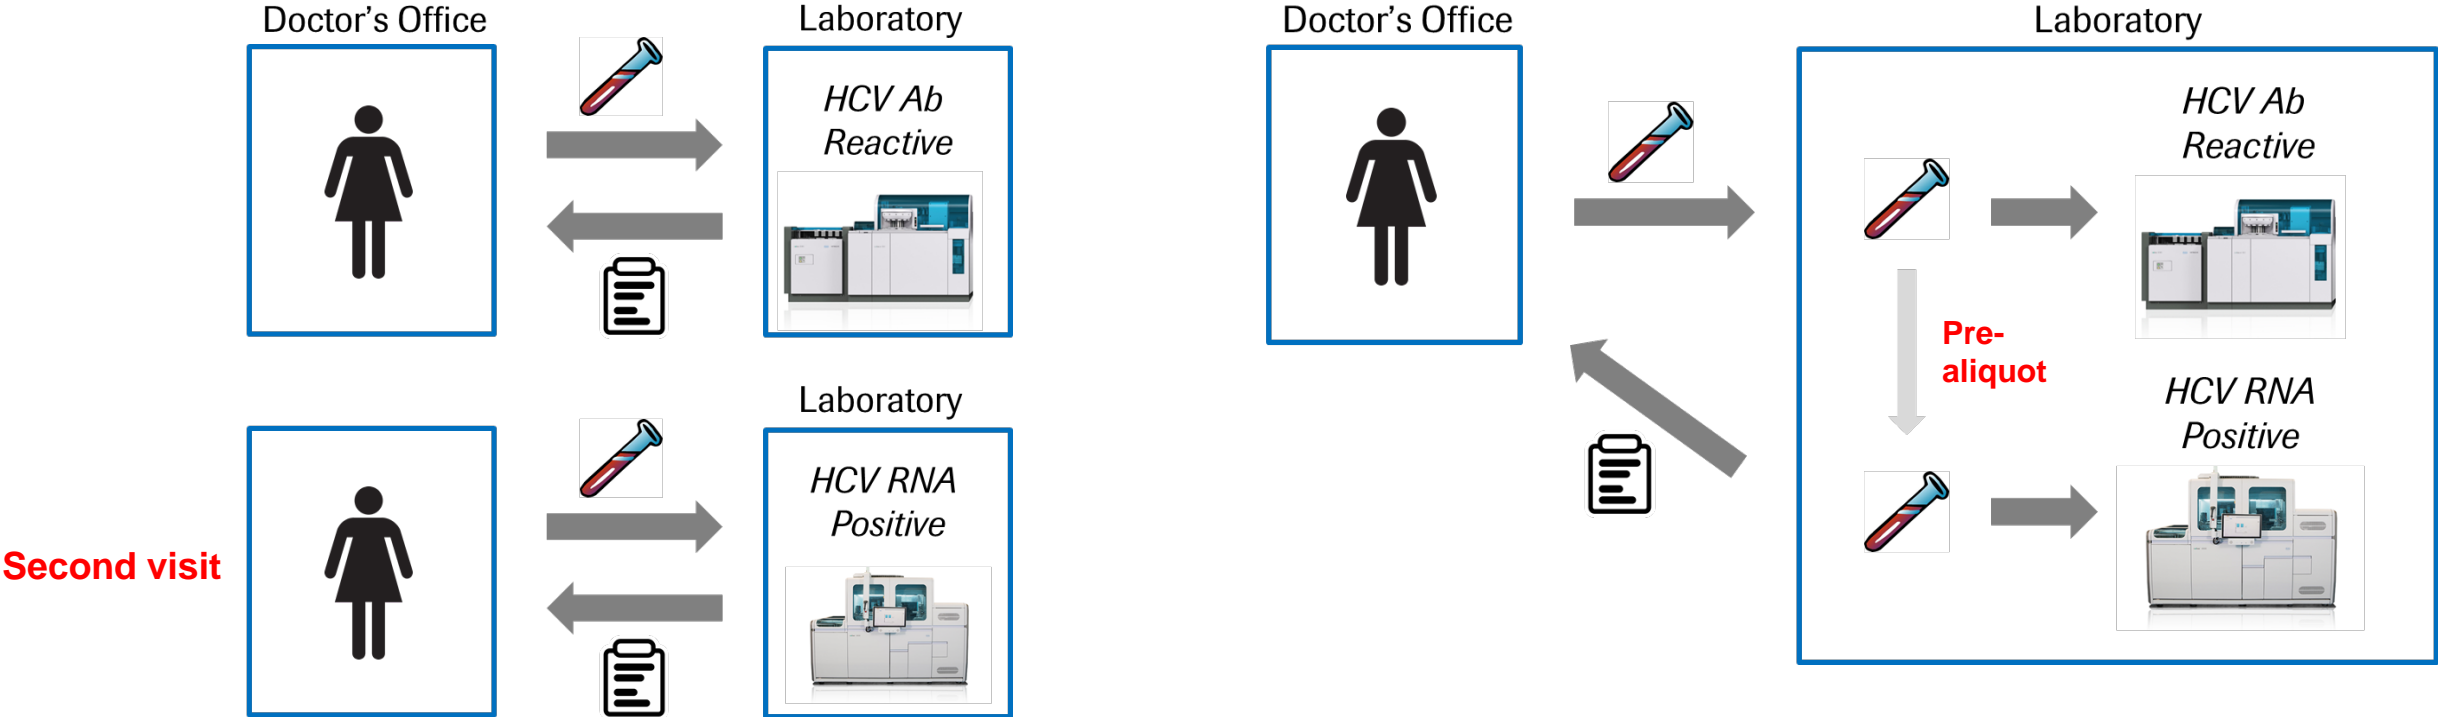 Doctor's Office
Laboratory
HCV Ab
Reactive
Laboratory
Second visit
HCV RNA
Positive
Doctor's Office
Laboratory
HCV Ab
Reactive
Pre-
aliquot
HCV RNA
Positive